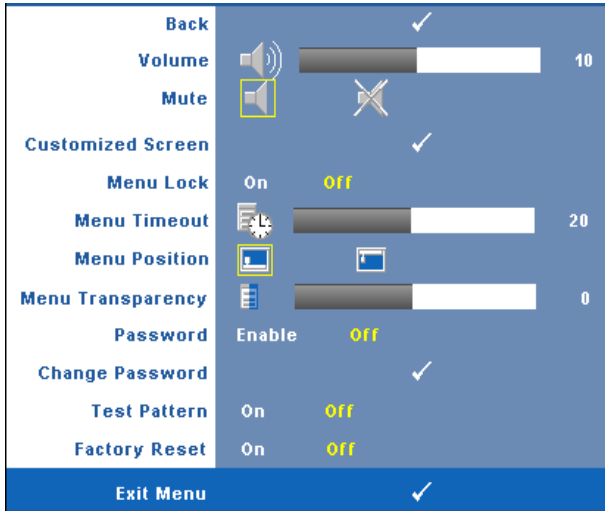 Back
Volume 10
Mute
Customized Screen
Menu Lock On Off
Menu Timeout 20
Menu Position
Menu Transparency 0
Password Enable Off
Change Password
Test Pattern On Off
Factory Reset On Off
Exit Menu